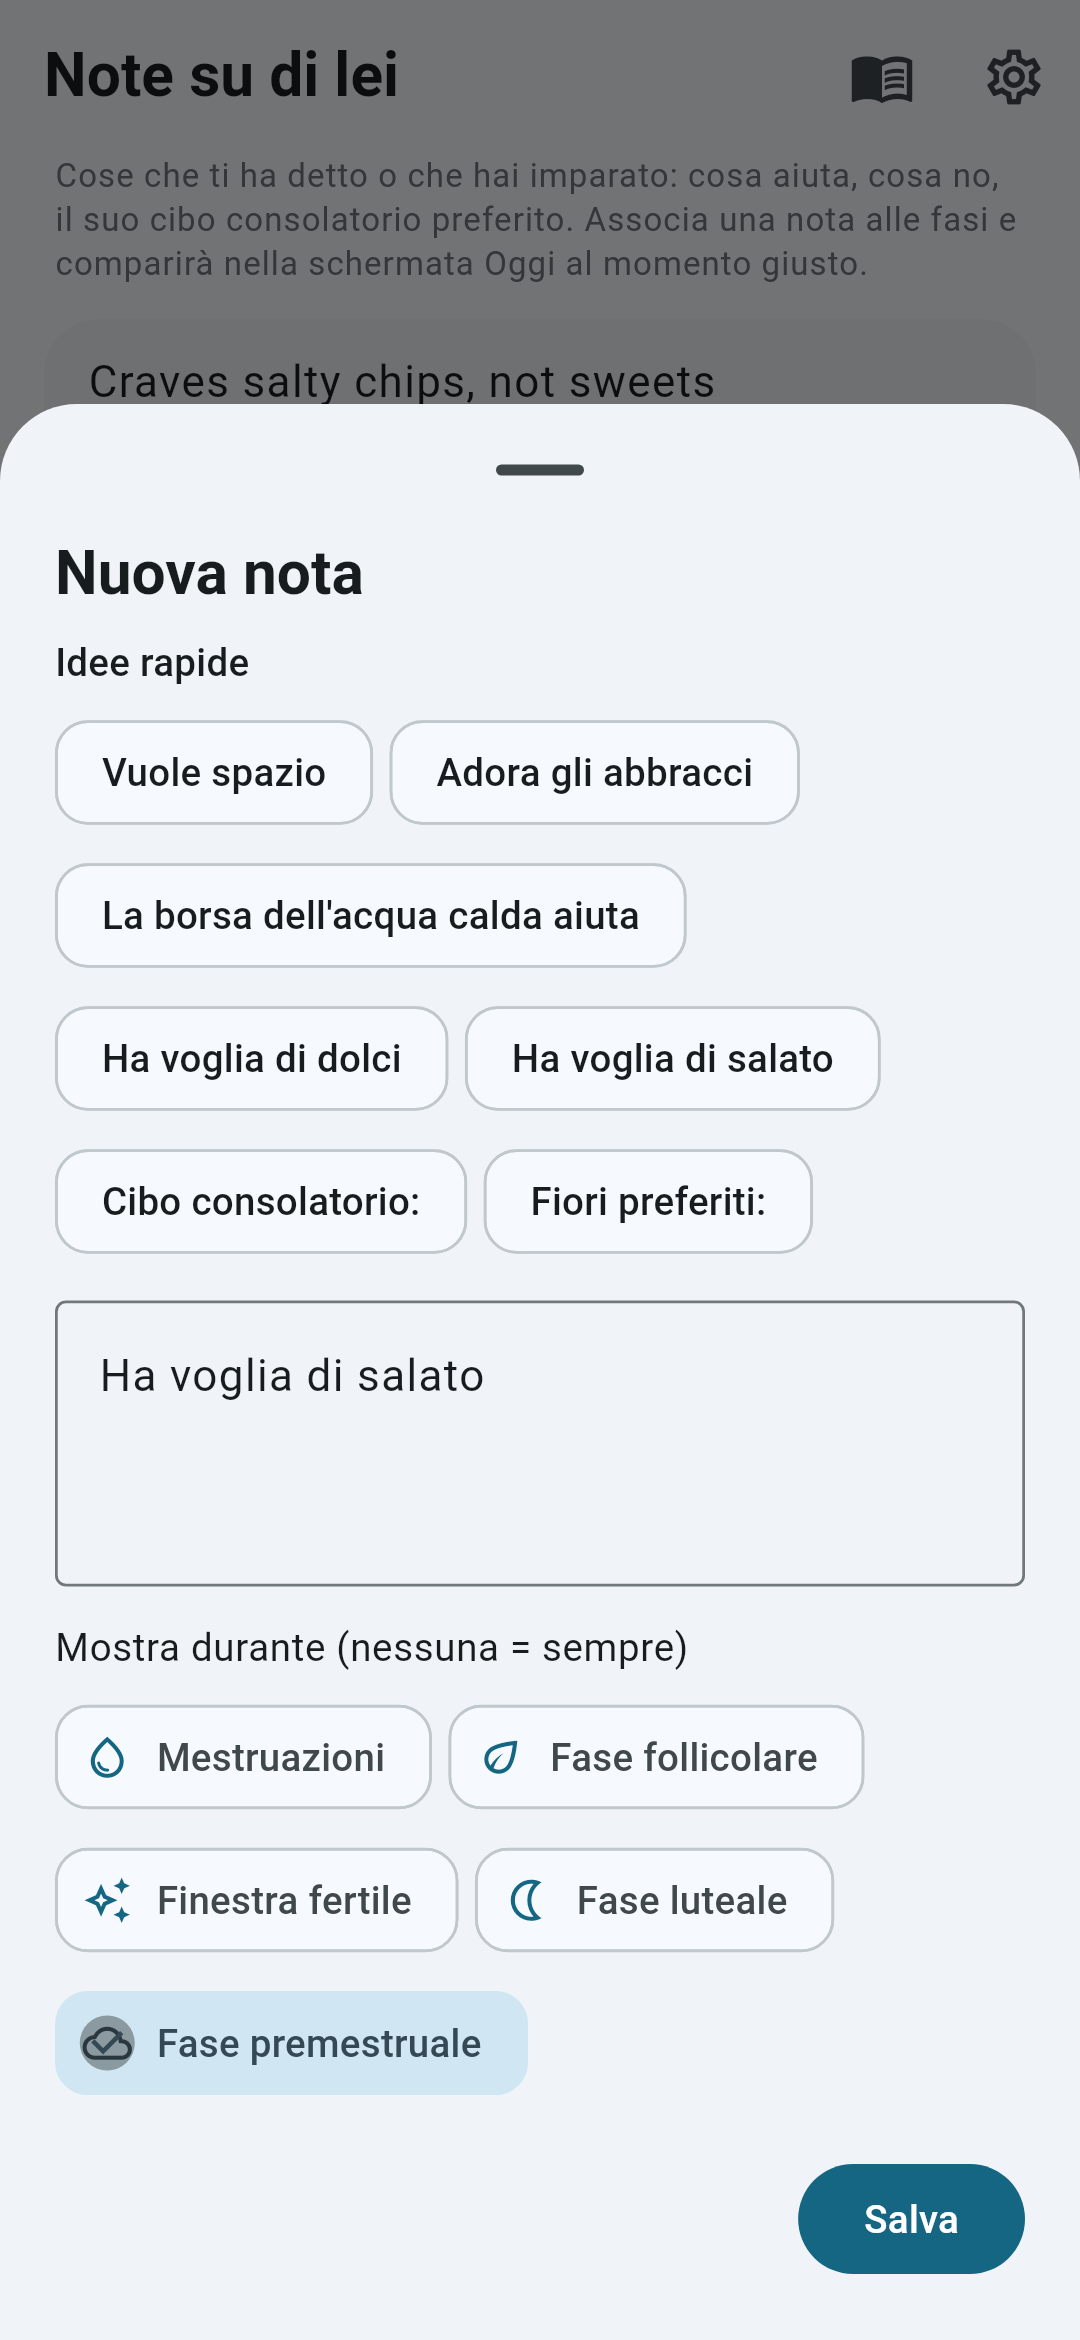 Note su di lei
Cose che ti ha detto o che hai imparato: cosa aiuta, cosa no,
il suo cibo consolatorio preferito. Associa una nota alle fasi e
comparirà nella schermata Oggi al momento giusto.
Craves salty chips, not sweets
Nuova nota
Idee rapide
Vuole spazio
Adora gli abbracci
La borsa dell'acqua calda aiuta
Ha voglia di dolci
Ha voglia di salato
Cibo consolatorio:
Fiori preferiti:
Ha voglia di salato
Mostra durante (nessuna = sempre)
Mestruazioni
Fase follicolare
Finestra fertile
Fase luteale
Fase premestruale
Salva